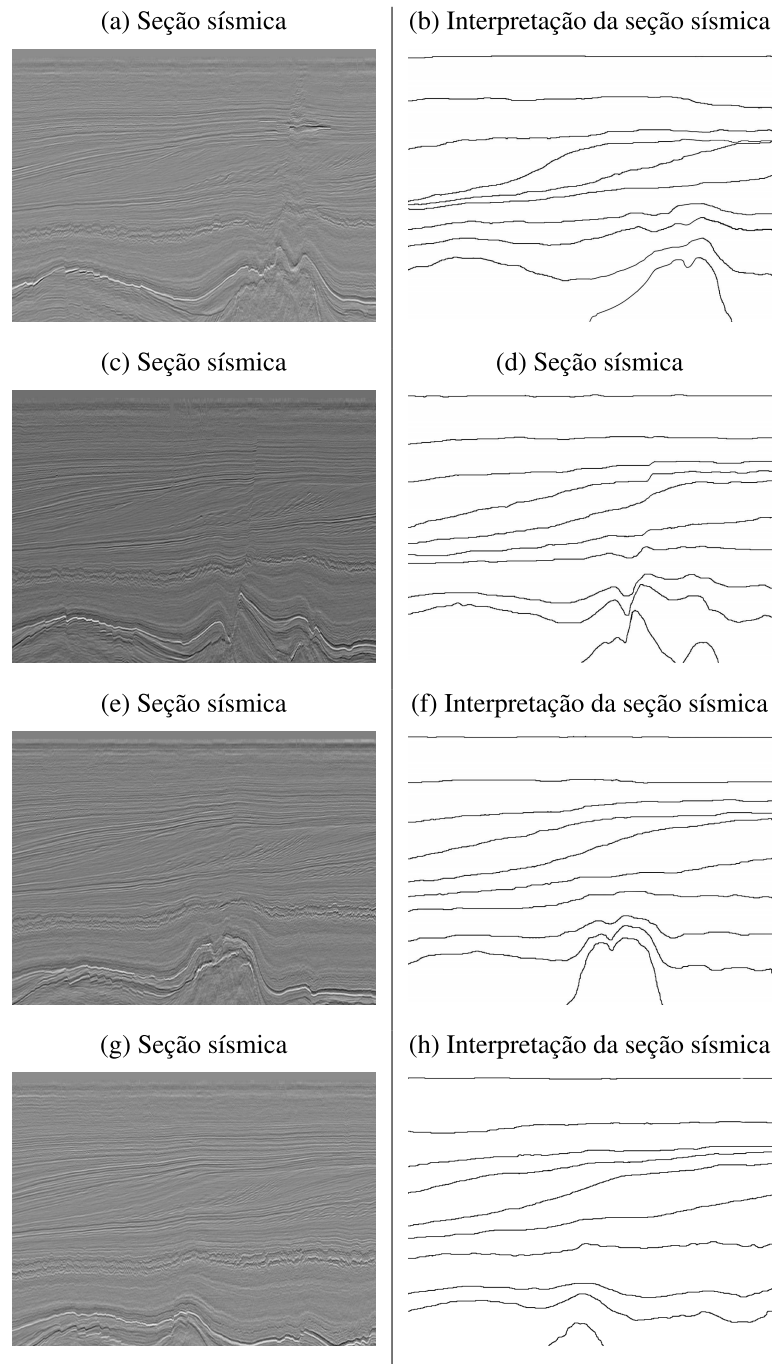 (a) Seção sísmica
(b) Interpretação da seção sísmica
(c) Seção sísmica
(d) Seção sísmica
(e) Seção sísmica
(f) Interpretação da seção sísmica
(g) Seção sísmica
(h) Interpretação da seção sísmica